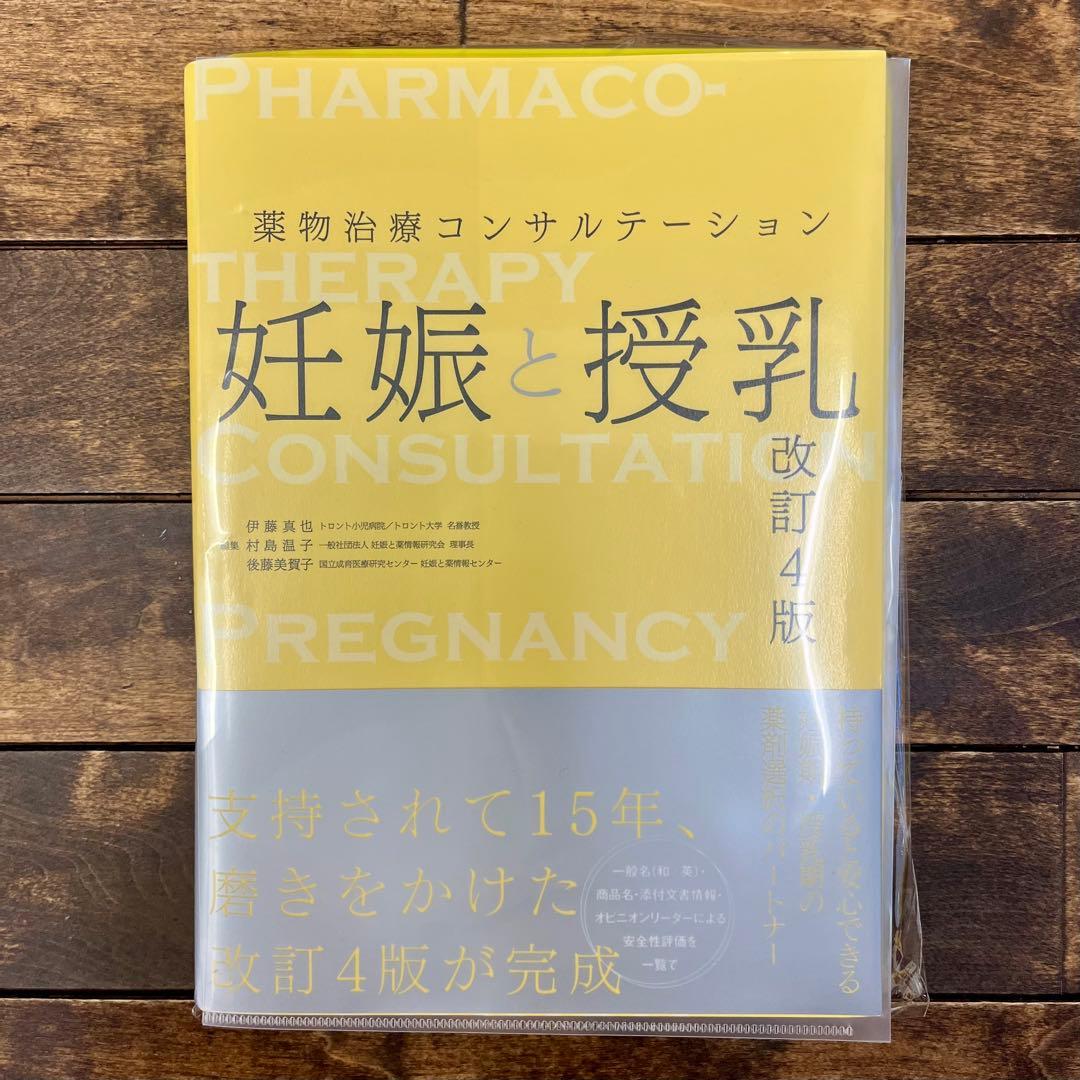 PHARMACO-
薬物治療コンサルテーション
THERAPY
妊娠と授乳
CONSULTATION
改訂4版
伊藤真也 トロント小児病院／トロント大学 名誉教授
編集 村島温子 一般社団法人 妊娠と薬情報研究会 理事長
後藤美賀子 国立成育医療研究センター 妊娠と薬情報センター
PREGNANCY
持っていると安心できる
妊娠期・授乳期の
薬剤選択のパートナー
支持されて15年、
磨きをかけた
改訂4版が完成
一般名(和 英)・
商品名・添付文書情報・
オピニオンリーダーによる
安全性評価を
一覧で